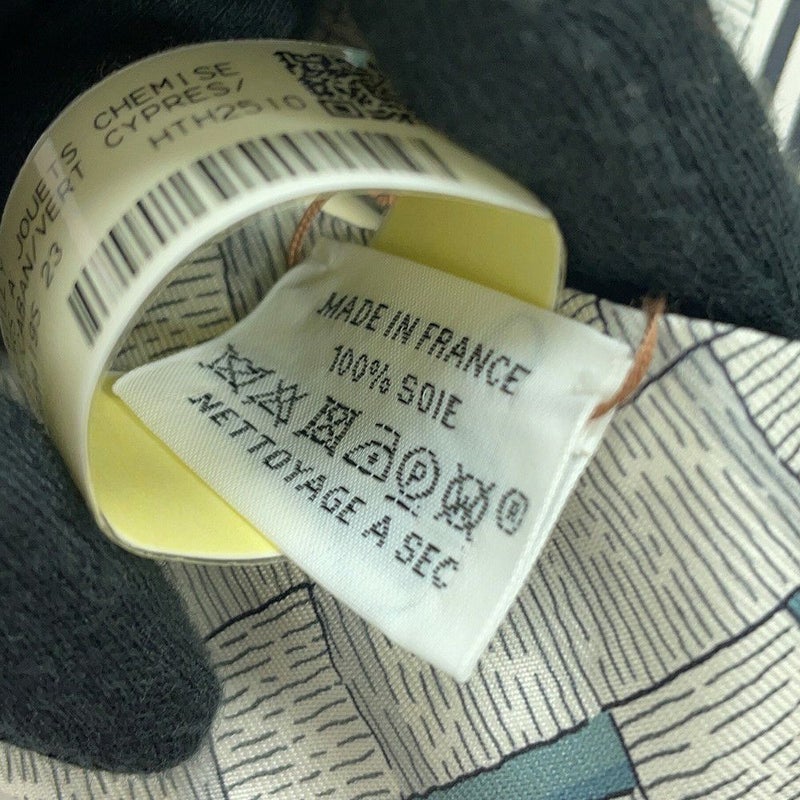 JOUETS CHEMISE
/VERT CYPRES/
23 HTH2510
MADE IN FRANCE
100% SOIE
NETTOYAGE A SEC